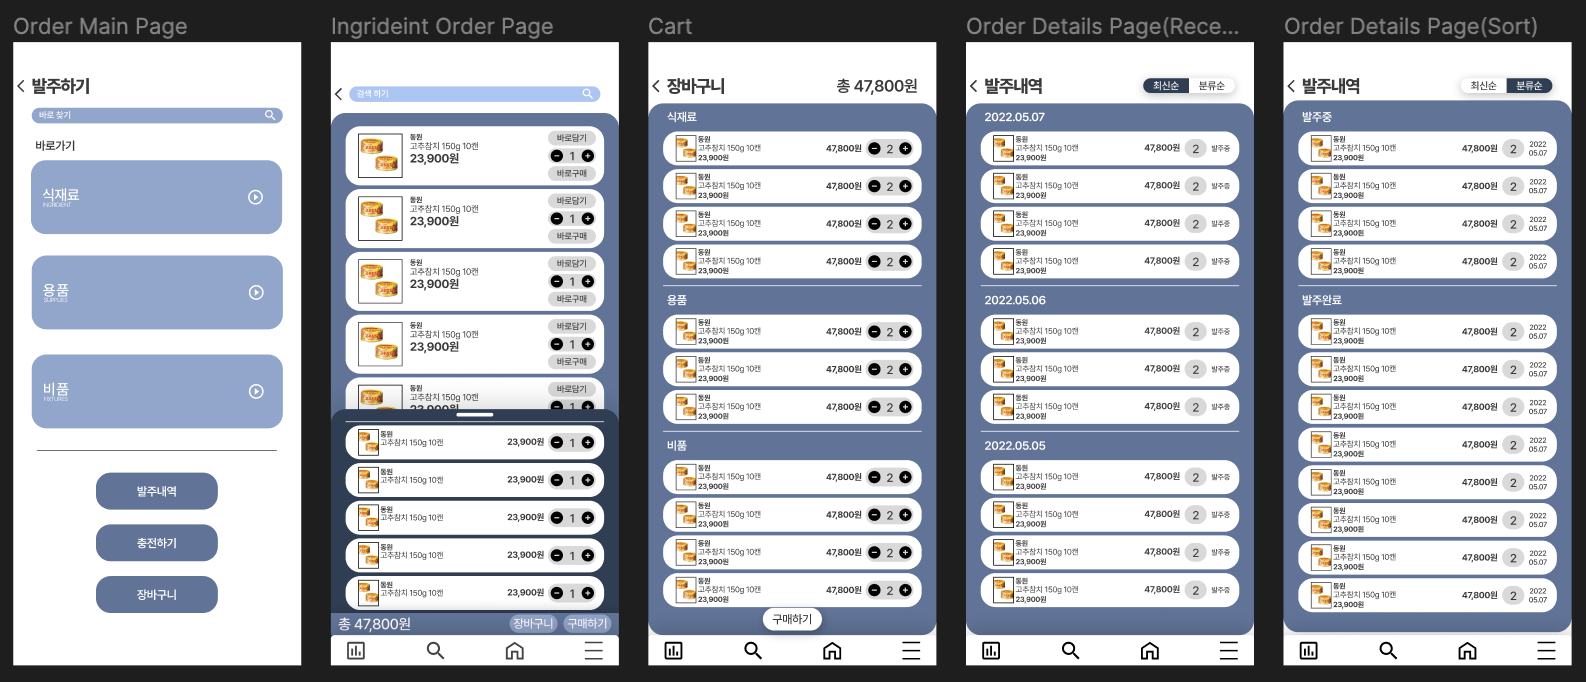 Order Main Page
발주하기
바로 찾기
바로가기
식재료
INGRIDIENT
용품
SUPPLIES
비품
FIXTURES
발주내역
충전하기
장바구니
Ingrideint Order Page
검색 하기
동원 바로담기
고추참치 150g 10캔
23,900원 1
바로구매
동원 바로담기
고추참치 150g 10캔
23,900원 1
바로구매
동원 바로담기
고추참치 150g 10캔
23,900원 1
바로구매
동원 바로담기
고추참치 150g 10캔
23,900원 1
바로구매
동원 바로담기
고추참치 150g 10캔
23,900원 1
동원
고추참치 150g 10캔 23,900원 1
동원
고추참치 150g 10캔 23,900원 1
동원
고추참치 150g 10캔 23,900원 1
동원
고추참치 150g 10캔 23,900원 1
동원
고추참치 150g 10캔 23,900원 1
총 47,800원 장바구니 구매하기
Cart
장바구니 총 47,800원
식재료
동원
고추참치 150g 10캔 47,800원 2
23,900원
동원
고추참치 150g 10캔 47,800원 2
23,900원
동원
고추참치 150g 10캔 47,800원 2
23,900원
동원
고추참치 150g 10캔 47,800원 2
23,900원
용품
동원
고추참치 150g 10캔 47,800원 2
23,900원
동원
고추참치 150g 10캔 47,800원 2
23,900원
동원
고추참치 150g 10캔 47,800원 2
23,900원
비품
동원
고추참치 150g 10캔 47,800원 2
23,900원
동원
고추참치 150g 10캔 47,800원 2
23,900원
동원
고추참치 150g 10캔 47,800원 2
23,900원
동원
고추참치 150g 10캔 47,800원 2
23,900원
구매하기
Order Details Page(Rece...
발주내역 최신순 분류순
2022.05.07
동원
고추참치 150g 10캔 47,800원 2 발주중
23,900원
동원
고추참치 150g 10캔 47,800원 2 발주중
23,900원
동원
고추참치 150g 10캔 47,800원 2 발주중
23,900원
동원
고추참치 150g 10캔 47,800원 2 발주중
23,900원
2022.05.06
동원
고추참치 150g 10캔 47,800원 2 발주중
23,900원
동원
고추참치 150g 10캔 47,800원 2 발주중
23,900원
동원
고추참치 150g 10캔 47,800원 2 발주중
23,900원
2022.05.05
동원
고추참치 150g 10캔 47,800원 2 발주중
23,900원
동원
고추참치 150g 10캔 47,800원 2 발주중
23,900원
동원
고추참치 150g 10캔 47,800원 2 발주중
23,900원
동원
고추참치 150g 10캔 47,800원 2 발주중
23,900원
Order Details Page(Sort)
발주내역 최신순 분류순
발주중
동원 2022
고추참치 150g 10캔 47,800원 2
23,900원 05.07
동원 2022
고추참치 150g 10캔 47,800원 2
23,900원 05.07
동원 2022
고추참치 150g 10캔 47,800원 2
23,900원 05.07
동원 2022
고추참치 150g 10캔 47,800원 2
23,900원 05.07
발주완료
동원 2022
고추참치 150g 10캔 47,800원 2
23,900원 05.07
동원 2022
고추참치 150g 10캔 47,800원 2
23,900원 05.07
동원 2022
고추참치 150g 10캔 47,800원 2
23,900원 05.07
동원 2022
고추참치 150g 10캔 47,800원 2
23,900원 05.07
동원 2022
고추참치 150g 10캔 47,800원 2
23,900원 05.07
동원 2022
고추참치 150g 10캔 47,800원 2
23,900원 05.07
동원 2022
고추참치 150g 10캔 47,800원 2
23,900원 05.07
동원 2022
고추참치 150g 10캔 47,800원 2
23,900원 05.07